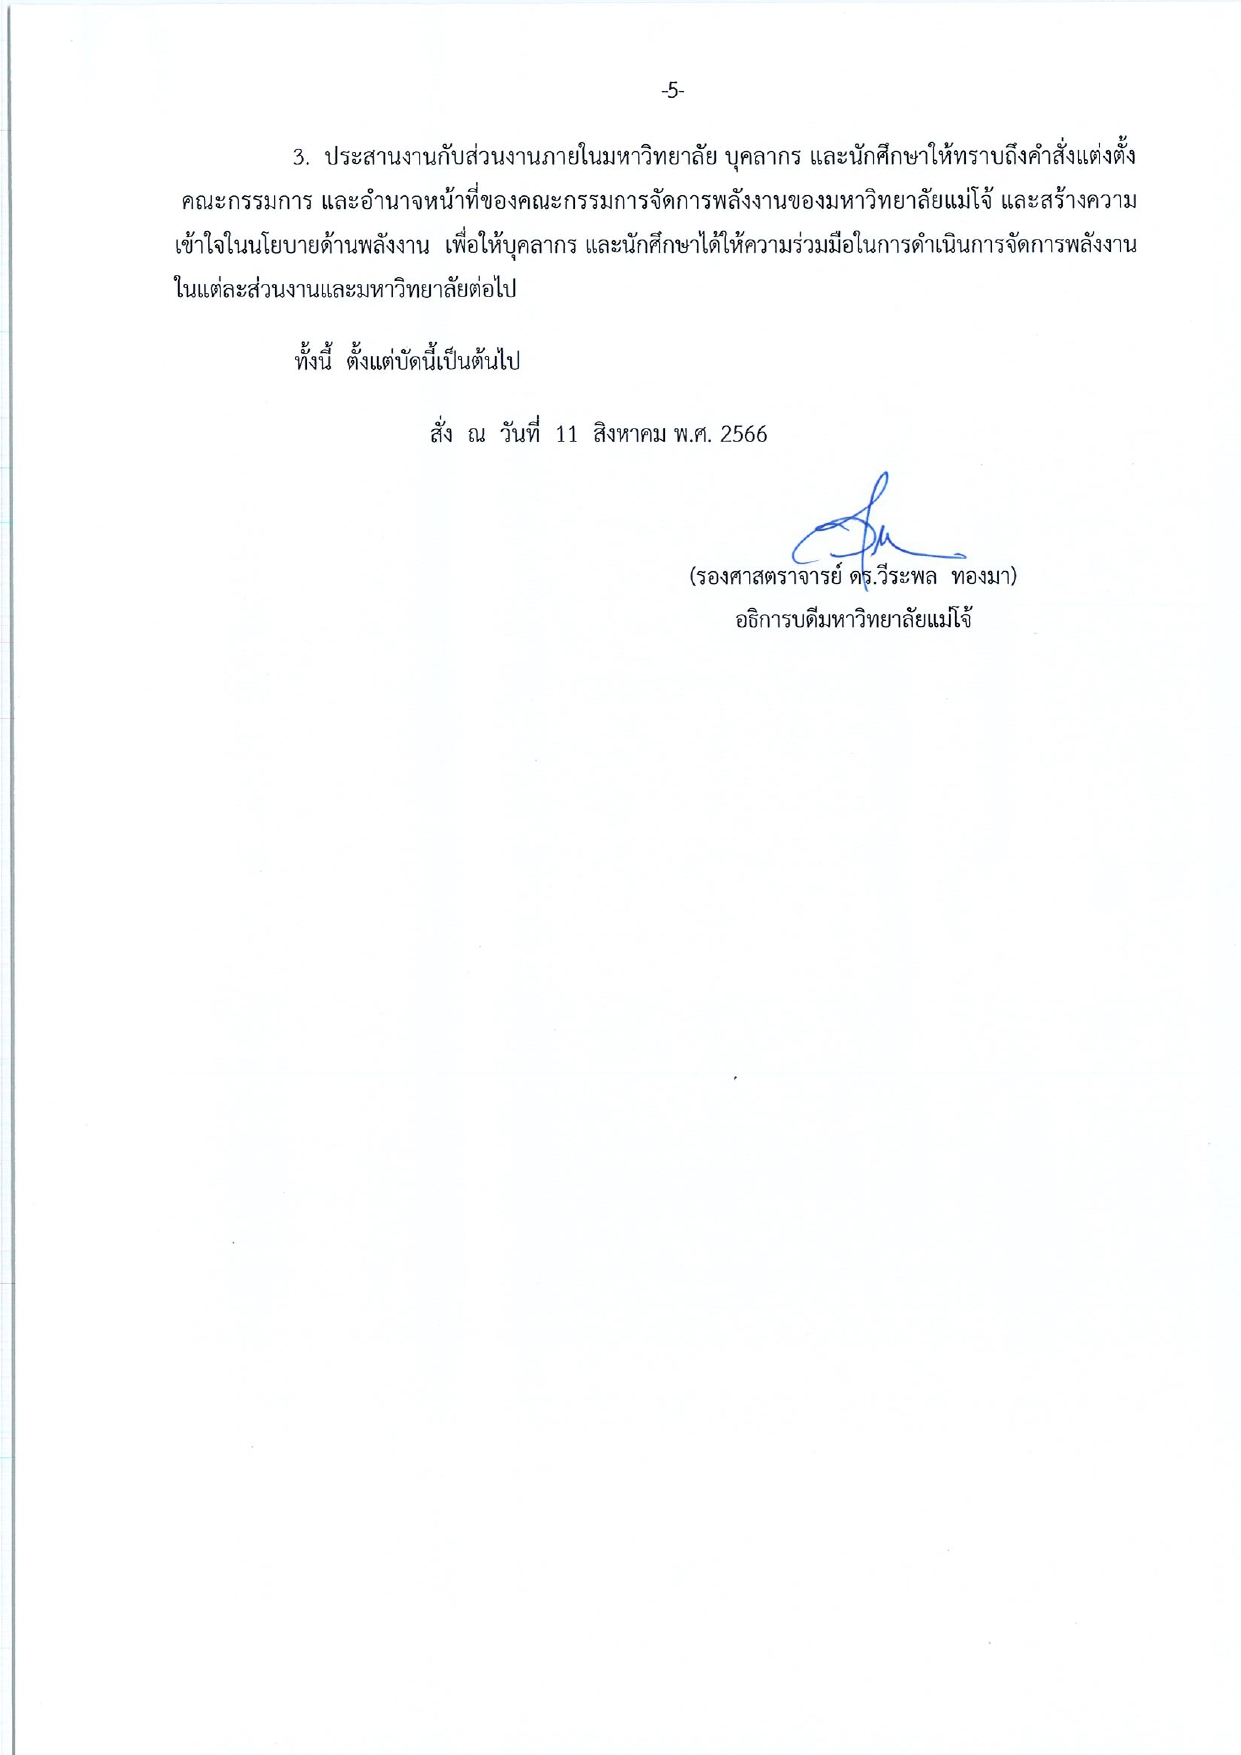 -5-
3. ประสานงานกับส่วนงานภายในมหาวิทยาลัย บุคลากร และนักศึกษาให้ทราบถึงคำสั่งแต่งตั้ง
คณะกรรมการ และอำนาจหน้าที่ของคณะกรรมการจัดการพลังงานของมหาวิทยาลัยแม่โจ้ และสร้างความ
เข้าใจในนโยบายด้านพลังงาน เพื่อให้บุคลากร และนักศึกษาได้ให้ความร่วมมือในการดำเนินการจัดการพลังงาน
ในแต่ละส่วนงานและมหาวิทยาลัยต่อไป
ทั้งนี้ ตั้งแต่บัดนี้เป็นต้นไป
สั่ง ณ วันที่ 11 สิงหาคม พ.ศ. 2566
(รองศาสตราจารย์ ดร.วีระพล ทองมา)
อธิการบดีมหาวิทยาลัยแม่โจ้